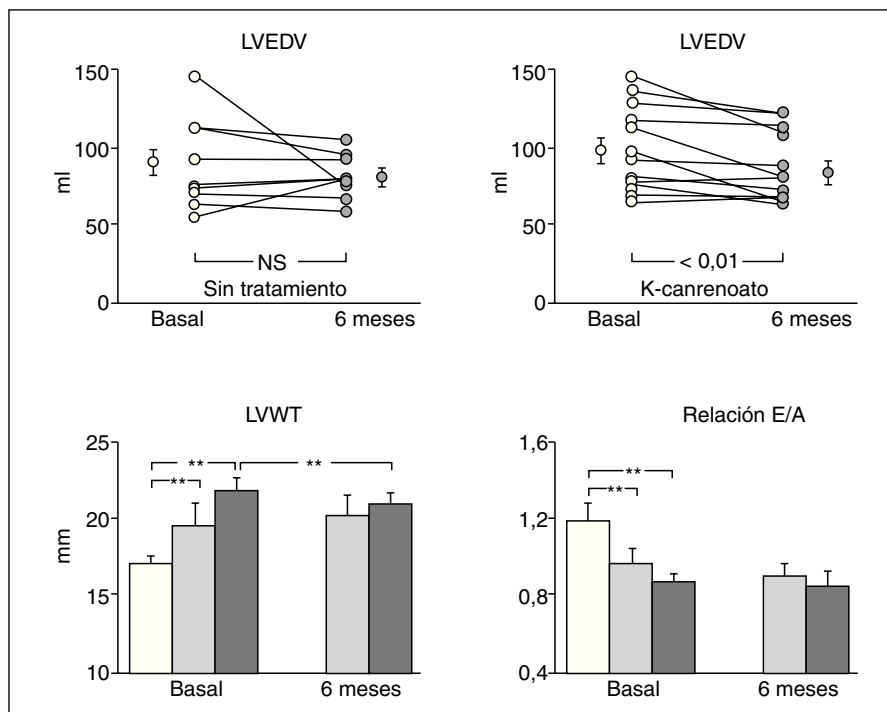 LVEDV
150
100
50
0
ml
NS
Sin tratamiento
Basal 6 meses
LVEDV
150
100
50
0
ml
< 0,01
K-canrenoato
Basal 6 meses
LVWT
25
20
15
10
mm
** ** **
Basal 6 meses
Relación E/A
1,6
1,2
0,8
0,4
**
**
Basal 6 meses